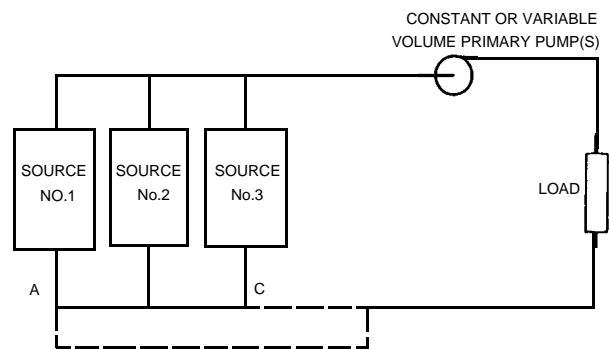 CONSTANT OR VARIABLE
VOLUME PRIMARY PUMP(S)
SOURCE
NO.1
SOURCE
No.2
SOURCE
No.3
LOAD
A
C